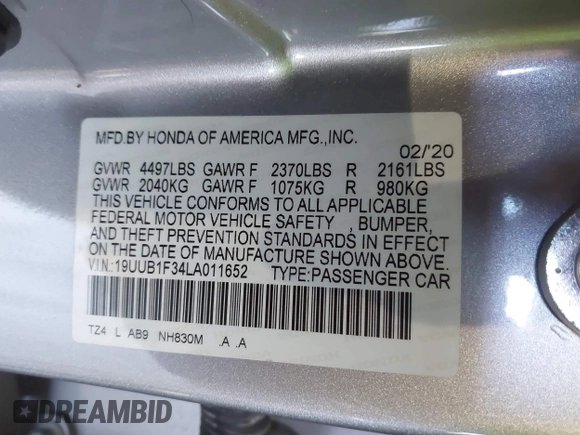 MFD.BY HONDA OF AMERICA MFG.,INC.
02/'20
GVWR 4497LBS GAWR F 2370LBS R 2161LBS
GVWR 2040KG GAWR F 1075KG R 980KG
THIS VEHICLE CONFORMS TO ALL APPLICABLE
FEDERAL MOTOR VEHICLE SAFETY , BUMPER,
AND THEFT PREVENTION STANDARDS IN EFFECT
ON THE DATE OF MANUFACTURE SHOWN ABOVE.
V I N :19UUB1F34LA011652 TYPE:PASSENGER CAR
TZ4 L AB9 NH830M .A .A
DREAMBID